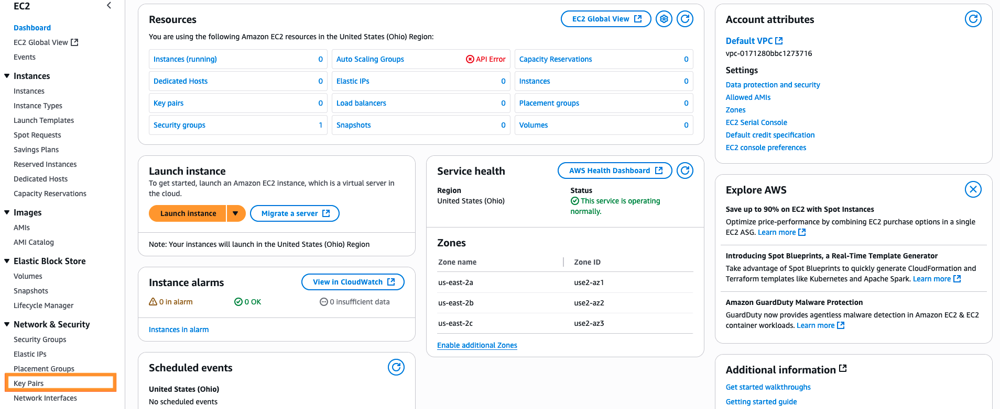 EC2
Dashboard
EC2 Global View
Events
Instances
Instances
Instance Types
Launch Templates
Spot Requests
Savings Plans
Reserved Instances
Dedicated Hosts
Capacity Reservations
Images
AMIs
AMI Catalog
Elastic Block Store
Volumes
Snapshots
Lifecycle Manager
Network & Security
Security Groups
Elastic IPs
Placement Groups
Key Pairs
Network Interfaces
Resources
EC2 Global View
You are using the following Amazon EC2 resources in the United States (Ohio) Region:
Instances (running) 0
Auto Scaling Groups API Error
Capacity Reservations 0
Dedicated Hosts 0
Elastic IPs 0
Instances 0
Key pairs 0
Load balancers 0
Placement groups 0
Security groups 1
Snapshots 0
Volumes 0
Launch instance
To get started, launch an Amazon EC2 instance, which is a virtual server in
the cloud.
Launch instance
Migrate a server
Note: Your instances will launch in the United States (Ohio) Region
Instance alarms
View in CloudWatch
0 in alarm
0 OK
0 insufficient data
Instances in alarm
Scheduled events
United States (Ohio)
No scheduled events
Service health
AWS Health Dashboard
Region
United States (Ohio)
Status
This service is operating
normally.
Zones
Zone name Zone ID
us-east-2a use2-az1
us-east-2b use2-az2
us-east-2c use2-az3
Enable additional Zones
Account attributes
Default VPC
vpc-0171280bbc1273716
Settings
Data protection and security
Allowed AMIs
Zones
EC2 Serial Console
Default credit specification
EC2 console preferences
Explore AWS
Save up to 90% on EC2 with Spot Instances
Optimize price-performance by combining EC2 purchase options in a single
EC2 ASG. Learn more
Introducing Spot Blueprints, a Real-Time Template Generator
Take advantage of Spot Blueprints to quickly generate CloudFormation and
Terraform templates like Kubernetes and Apache Spark. Learn more
Amazon GuardDuty Malware Protection
GuardDuty now provides agentless malware detection in Amazon EC2 & EC2
container workloads. Learn more
Additional information
Get started walkthroughs
Getting started guide